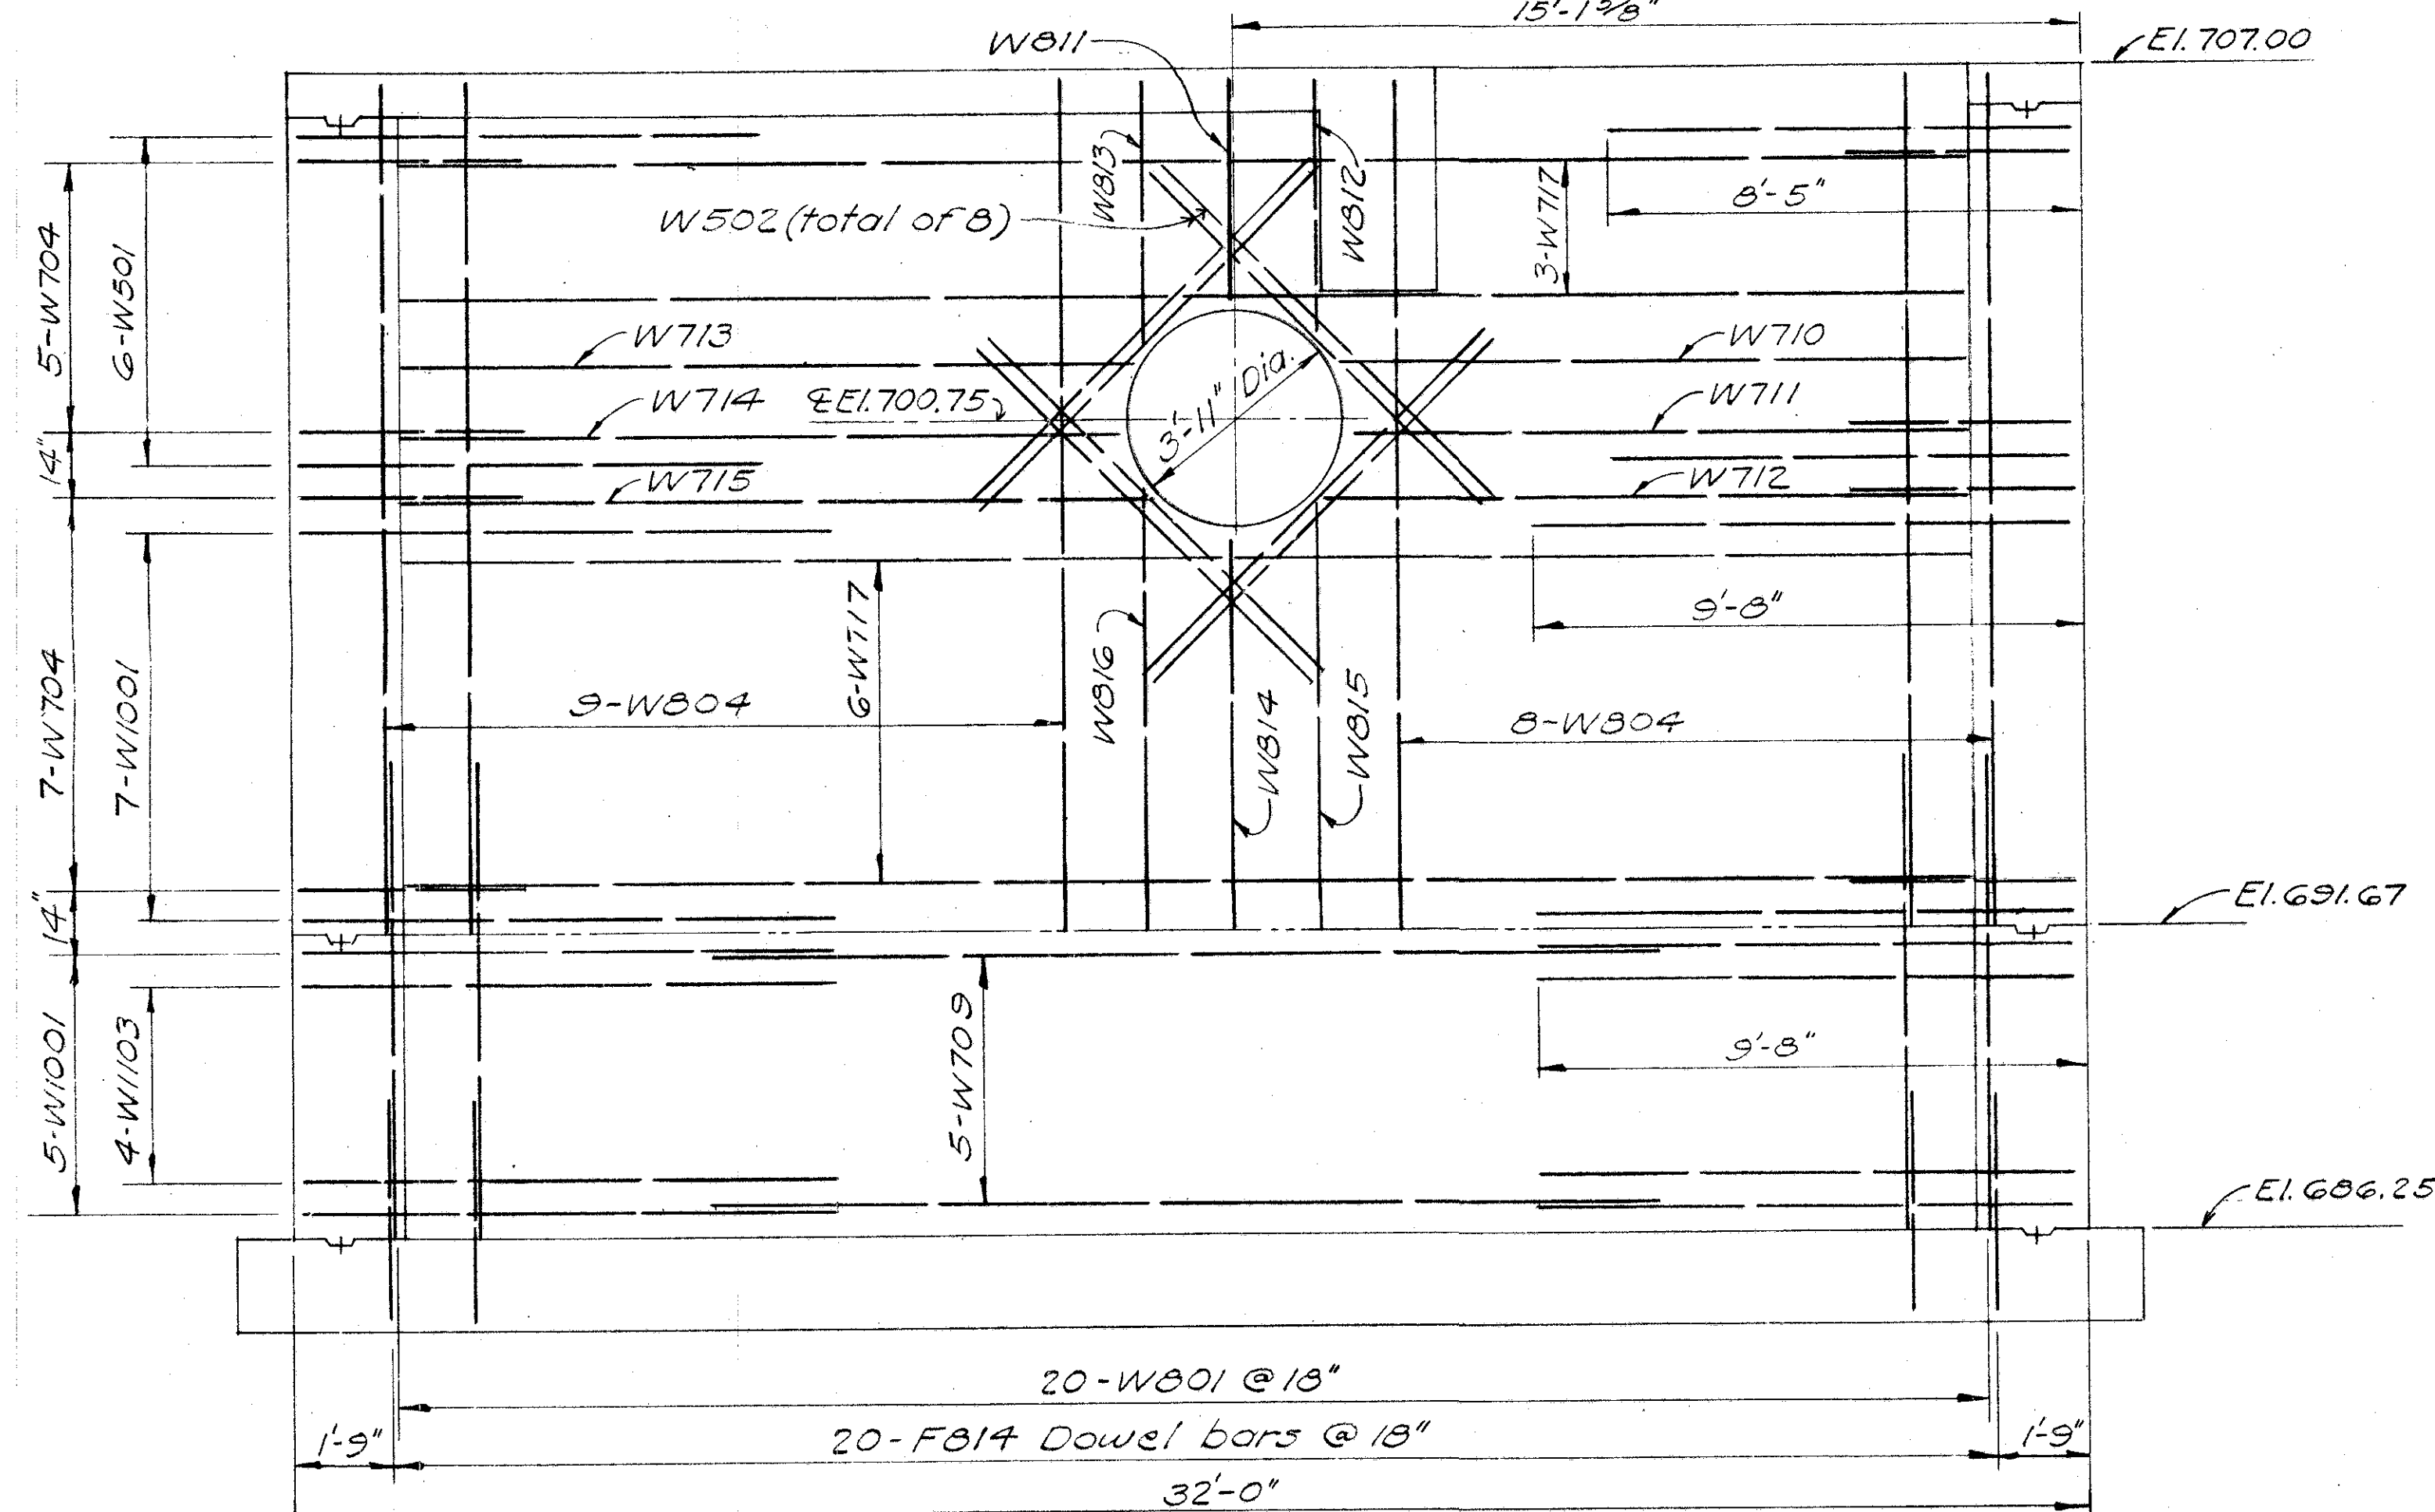 15'-1 5/8"
W811
El. 707.00
W813
W812
W502 (total of 8)
3-W717
8'-5"
5-W704
6-W501
W713
W710
W714
℄ El. 700.75
3'-11" Dia.
W711
14"
W715
W712
9'-8"
7-W704
7-W1001
9-W804
6-W717
W816
W814
W815
8-W804
El. 691.67
14"
5-W1001
4-W1103
5-W709
9'-8"
El. 686.25
20-W801 @ 18"
1'-9"
20-F814 Dowel bars @ 18"
1'-9"
32'-0"